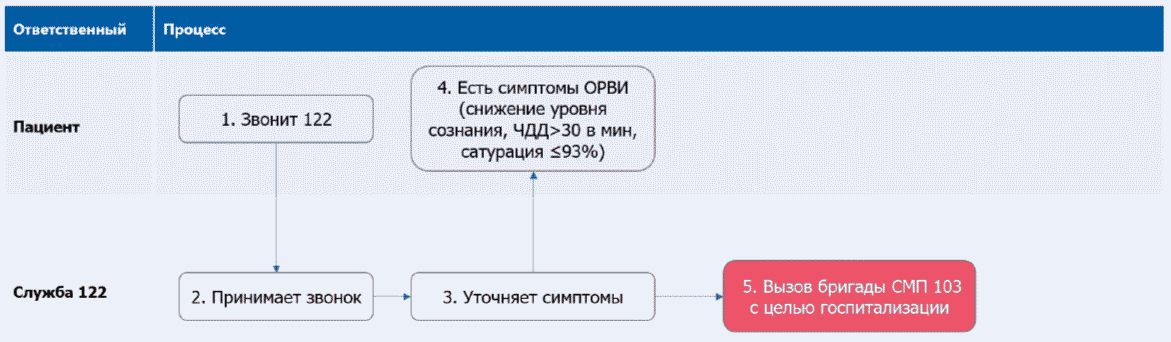 Ответственный
Процесс
Пациент
1. Звонит 122
4. Есть симптомы ОРВИ
(снижение уровня
сознания, ЧДД>30 в мин,
сатурация ≤93%)
Служба 122
2. Принимает звонок
3. Уточняет симптомы
5. Вызов бригады СМП 103
с целью госпитализации